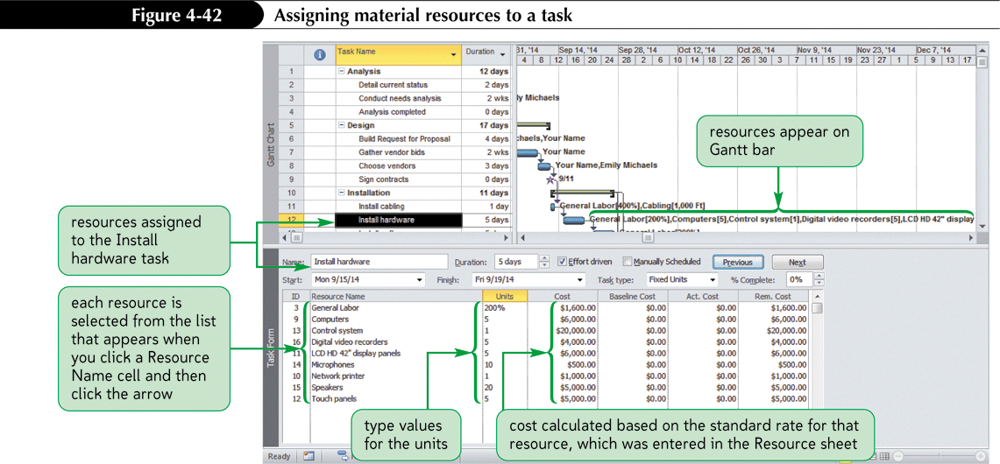 Figure 4-42 Assigning material resources to a task
Task Name Duration 31, '14 Sep 14, '14 Sep 28, '14 Oct 12, '14 Oct 26, '14 Nov 9, '14 Nov 23, '14 Dec 7, '14
4 8 12 16 20 24 28 2 6 10 14 18 22 26 30 3 7 11 15 19 23 27 1 5 9 13 17
1 Analysis 12 days
2 Detail current status 2 days
3 Conduct needs analysis 2 wks ly Michaels
4 Analysis completed 0 days
5 Design 17 days
6 Build Request for Proposal 4 days chaels,Your Name
7 Gather vendor bids 2 wks Your Name
8 Choose vendors 3 days Your Name,Emily Michaels
9 Sign contracts 0 days 9/11
10 Installation 11 days
11 Install cabling 1 day General Labor[400%],Cabling[1,000 Ft]
12 Install hardware 5 days General Labor[200%],Computers[5],Control system[1],Digital video recorders[5],LCD HD 42" display
General Labor[200%]
Gantt Chart
resources appear on
Gantt bar
resources assigned
to the Install
hardware task
each resource is
selected from the list
that appears when
you click a Resource
Name cell and then
click the arrow
Name: Install hardware Duration: 5 days Effort driven Manually Scheduled Previous Next
Start: Mon 9/15/14 Finish: Fri 9/19/14 Task type: Fixed Units % Complete: 0%
ID Resource Name Units Cost Baseline Cost Act. Cost Rem. Cost
3 General Labor 200% $1,600.00 $0.00 $0.00 $1,600.00
9 Computers 5 $6,000.00 $0.00 $0.00 $6,000.00
13 Control system 1 $20,000.00 $0.00 $0.00 $20,000.00
16 Digital video recorders 5 $4,000.00 $0.00 $0.00 $4,000.00
11 LCD HD 42" display panels 5 $6,000.00 $0.00 $0.00 $6,000.00
14 Microphones 10 $500.00 $0.00 $0.00 $500.00
10 Network printer 1 $1,000.00 $0.00 $0.00 $1,000.00
15 Speakers 20 $5,000.00 $0.00 $0.00 $5,000.00
12 Touch panels 5 $5,000.00 $0.00 $0.00 $5,000.00
Task Form
type values
for the units
cost calculated based on the standard rate for that
resource, which was entered in the Resource sheet
Ready